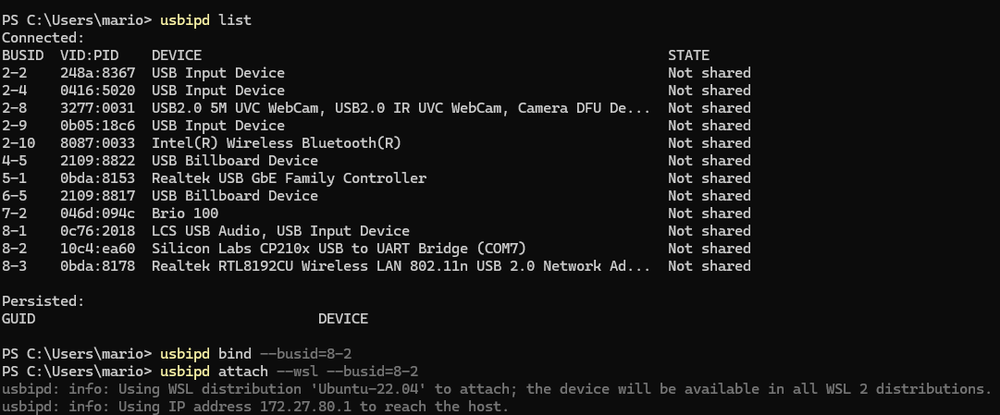 PS C:\Users\mario> usbipd list
Connected:
BUSID  VID:PID    DEVICE                                                        STATE
2-2    248a:8367  USB Input Device                                              Not shared
2-4    0416:5020  USB Input Device                                              Not shared
2-8    3277:0031  USB2.0 5M UVC WebCam, USB2.0 IR UVC WebCam, Camera DFU De...  Not shared
2-9    0b05:18c6  USB Input Device                                              Not shared
2-10   8087:0033  Intel(R) Wireless Bluetooth(R)                                Not shared
4-5    2109:8822  USB Billboard Device                                          Not shared
5-1    0bda:8153  Realtek USB GbE Family Controller                             Not shared
6-5    2109:8817  USB Billboard Device                                          Not shared
7-2    046d:094c  Brio 100                                                      Not shared
8-1    0c76:2018  LCS USB Audio, USB Input Device                               Not shared
8-2    10c4:ea60  Silicon Labs CP210x USB to UART Bridge (COM7)                 Not shared
8-3    0bda:8178  Realtek RTL8192CU Wireless LAN 802.11n USB 2.0 Network Ad...  Not shared
Persisted:
GUID                                  DEVICE
PS C:\Users\mario> usbipd bind --busid=8-2
PS C:\Users\mario> usbipd attach --wsl --busid=8-2
usbipd: info: Using WSL distribution 'Ubuntu-22.04' to attach; the device will be available in all WSL 2 distributions.
usbipd: info: Using IP address 172.27.80.1 to reach the host.